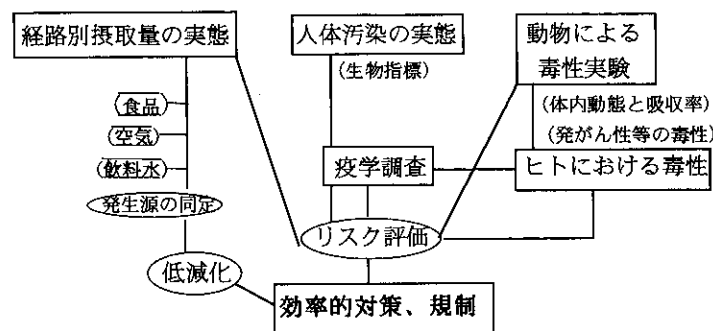 経路別摂取量の実態
人体汚染の実態
(生物指標)
動物による
毒性実験
(体内動態と吸収率)
(発がん性等の毒性)
(食品)
(空気)
(飲料水)
疫学調査
ヒトにおける毒性
発生源の同定
リスク評価
低減化
効率的対策、規制